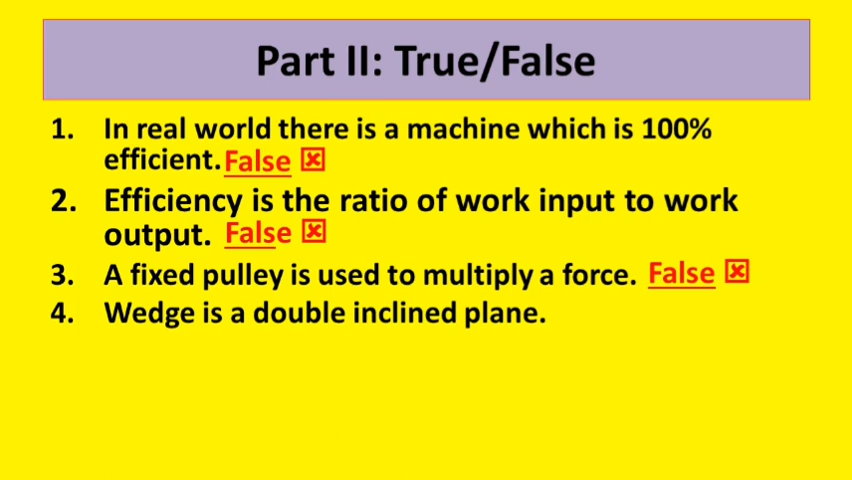 Part II: True/False
1. In real world there is a machine which is 100%
efficient. False ☒
2. Efficiency is the ratio of work input to work
output. False ☒
3. A fixed pulley is used to multiply a force. False ☒
4. Wedge is a double inclined plane.